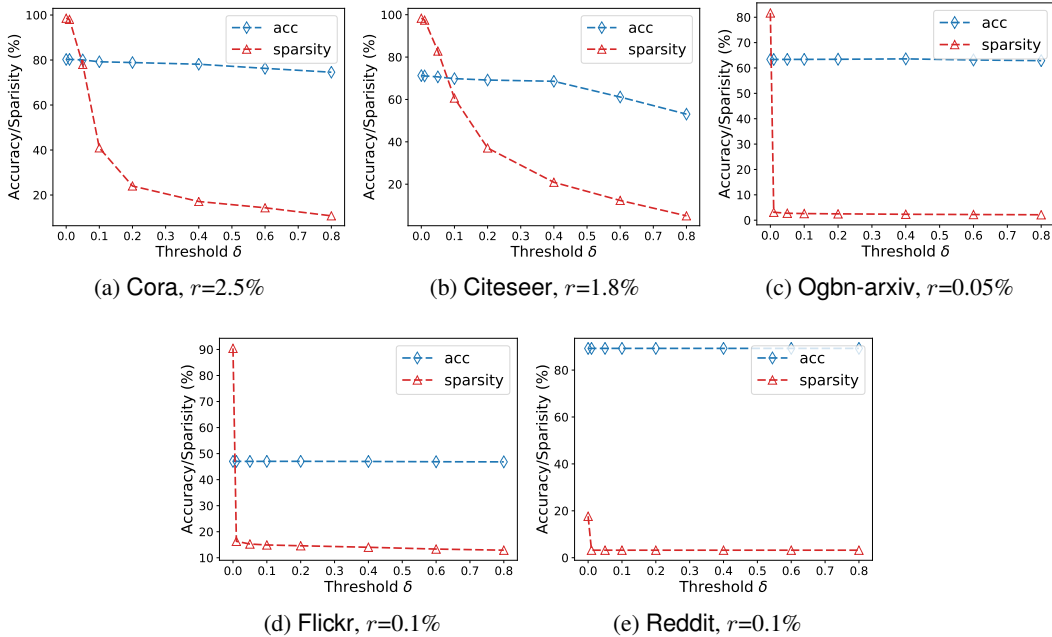 100
80
60
40
20
Accuracy/Sparisity (%)
acc
sparsity
0.0 0.1 0.2 0.3 0.4 0.5 0.6 0.7 0.8
Threshold δ
(a) Cora, r=2.5%
100
80
60
40
20
Accuracy/Sparisity (%)
acc
sparsity
0.0 0.1 0.2 0.3 0.4 0.5 0.6 0.7 0.8
Threshold δ
(b) Citeseer, r=1.8%
80
70
60
50
40
30
20
10
0
Accuracy/Sparisity (%)
acc
sparsity
0.0 0.1 0.2 0.3 0.4 0.5 0.6 0.7 0.8
Threshold δ
(c) Ogbn-arxiv, r=0.05%
90
80
70
60
50
40
30
20
10
Accuracy/Sparisity (%)
acc
sparsity
0.0 0.1 0.2 0.3 0.4 0.5 0.6 0.7 0.8
Threshold δ
(d) Flickr, r=0.1%
80
60
40
20
0
Accuracy/Sparisity (%)
acc
sparsity
0.0 0.1 0.2 0.3 0.4 0.5 0.6 0.7 0.8
Threshold δ
(e) Reddit, r=0.1%